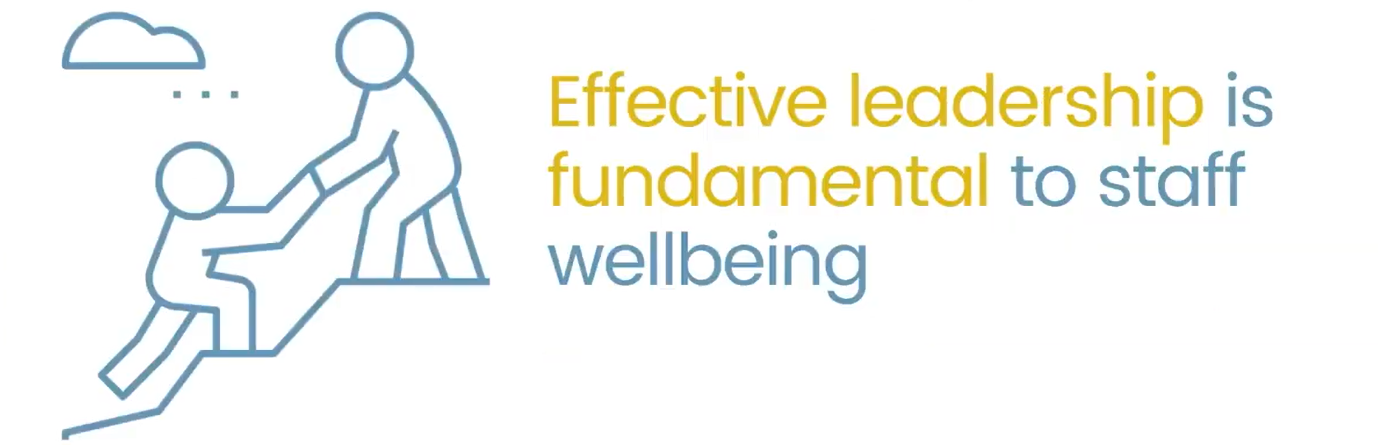 Effective leadership is
fundamental to staff
wellbeing